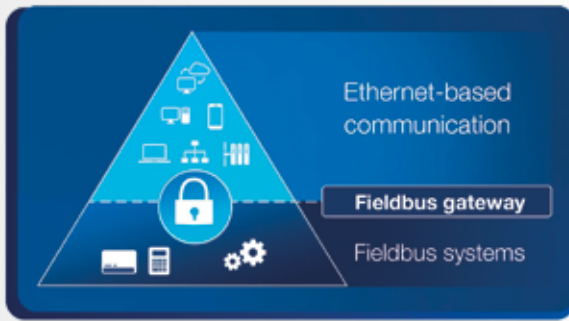 Ethernet-based
communication
Fieldbus gateway
Fieldbus systems